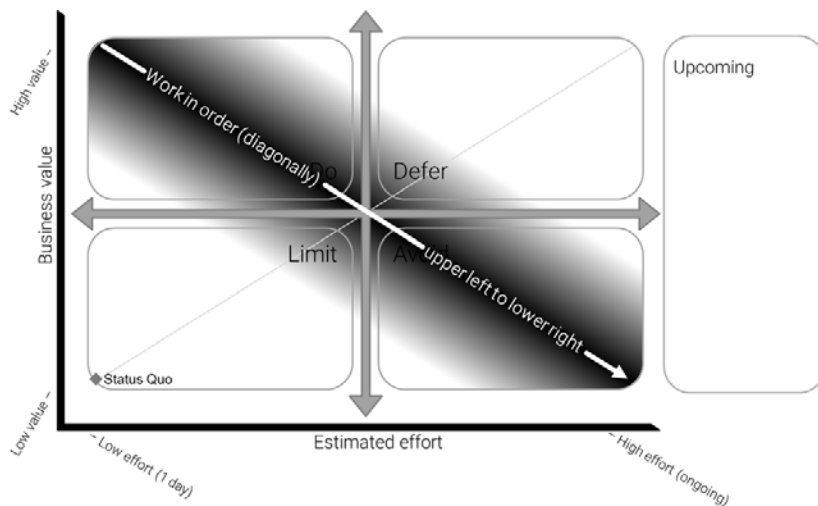 High value –
Business value
Low value –
Work in order (diagonally)
upper left to lower right
Do
Defer
Limit
Avoid
Status Quo
Upcoming
– Low effort (1 day)
Estimated effort
– High effort (ongoing)